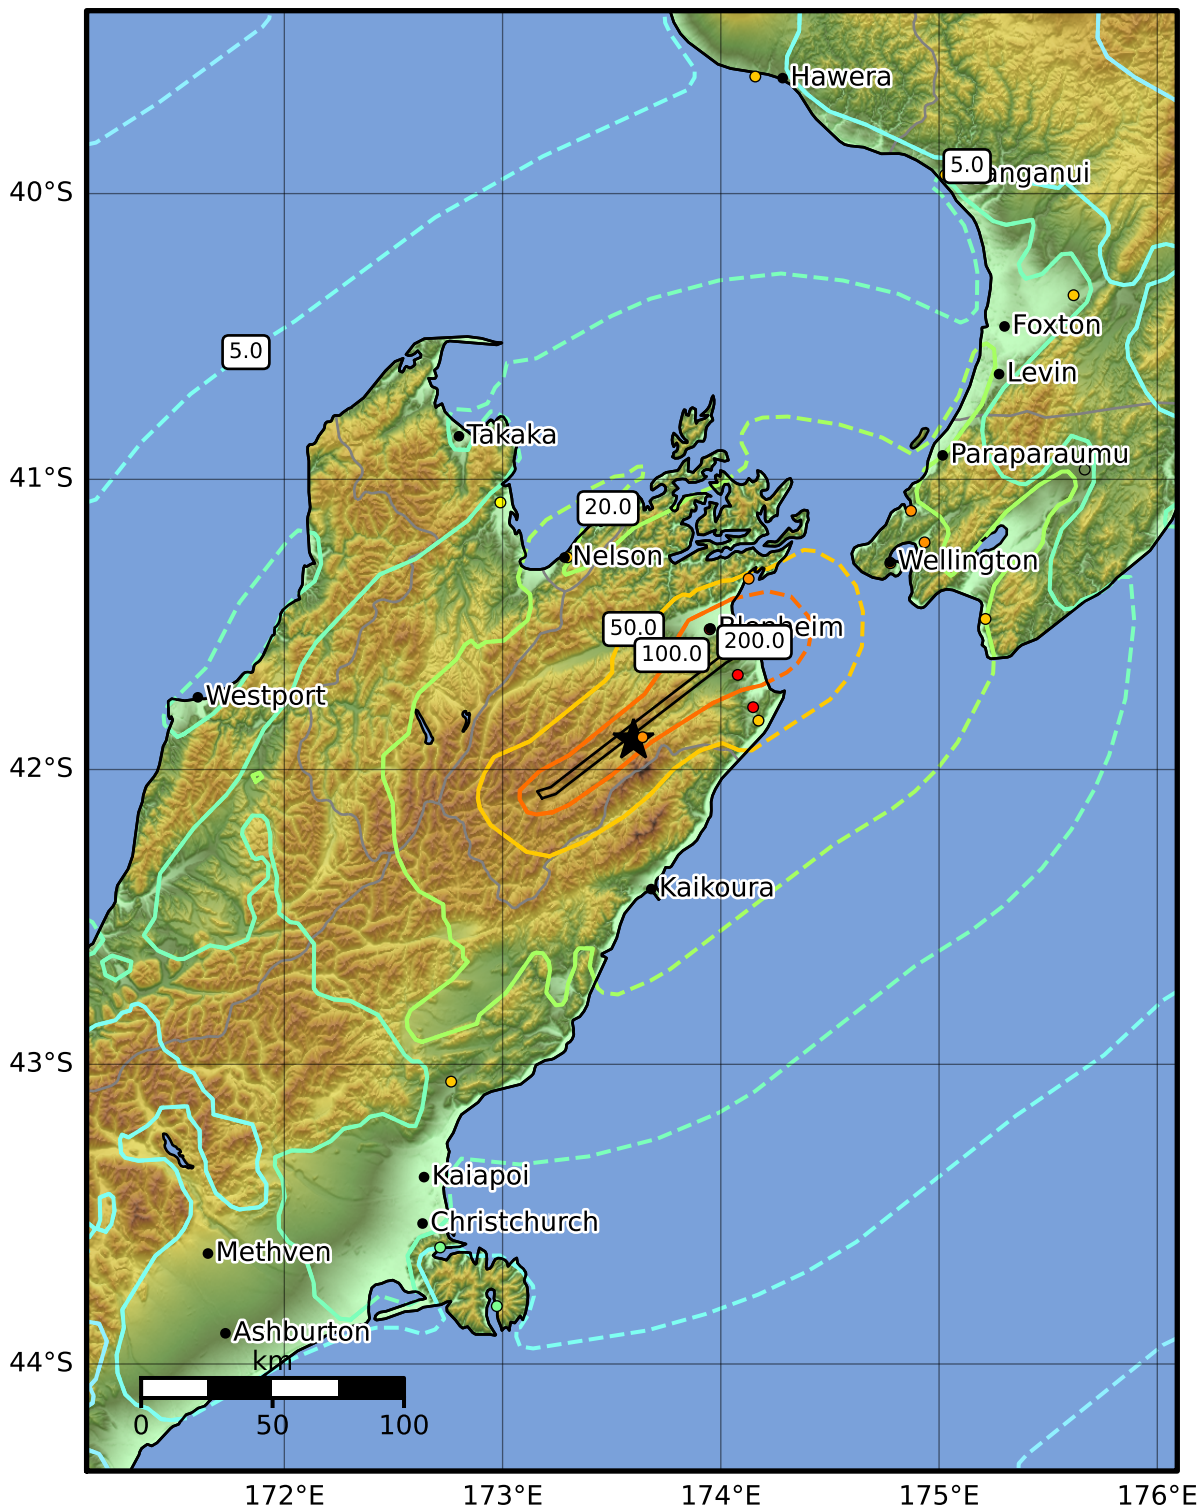 Hawera
5.0
anganui
40°S
Foxton
5.0
Levin
Takaka
Paraparaumu
41°S
20.0
Nelson
Wellington
50.0
Blenheim
100.0
200.0
Westport
42°S
Kaikoura
43°S
Kaiapoi
Christchurch
Methven
Ashburton
km
44°S
0 50 100
172°E 173°E 174°E 175°E 176°E